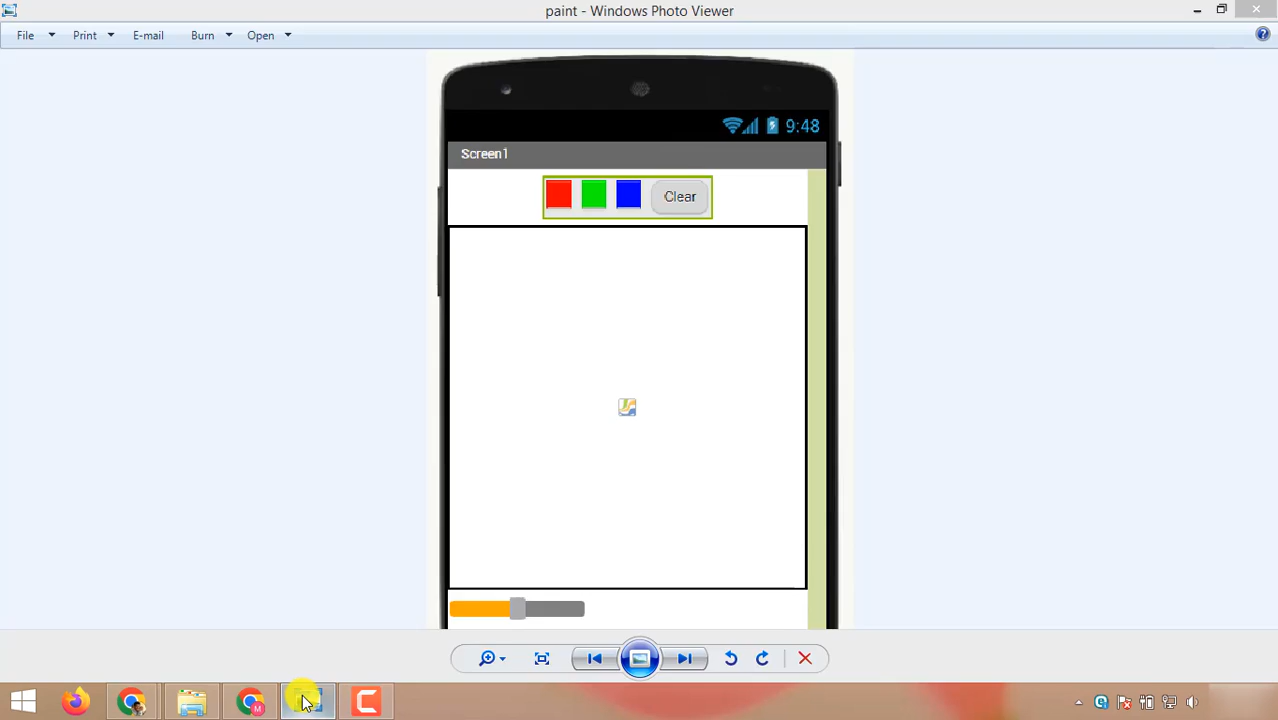 paint - Windows Photo Viewer
File Print E-mail Burn Open
9:48
Screen1
Clear